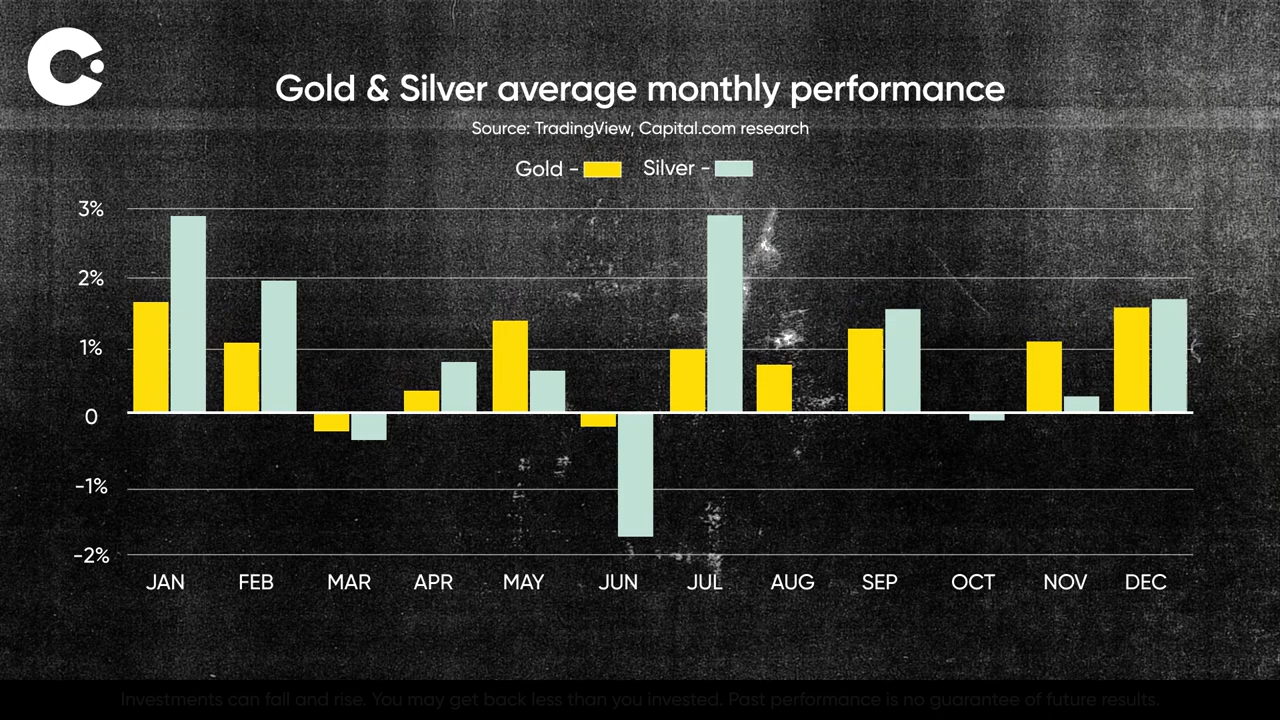 Gold & Silver average monthly performance
Source: TradingView, Capital.com research
Gold - Silver -
3%
2%
1%
0
-1%
-2%
JAN FEB MAR APR MAY JUN JUL AUG SEP OCT NOV DEC
Investments can fall and rise. You may get back less than you invested. Past performance is no guarantee of future results.